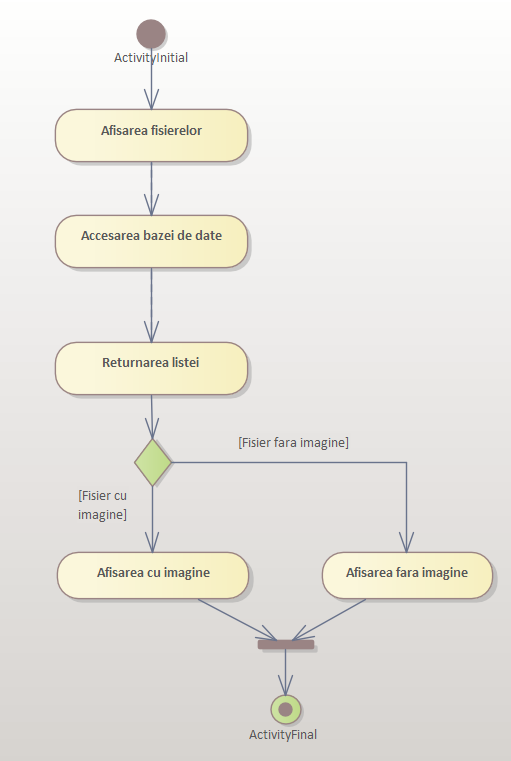 ActivityInitial
Afisarea fisierelor
Accesarea bazei de date
Returnarea listei
[Fisier fara imagine]
[Fisier cu
imagine]
Afisarea cu imagine
Afisarea fara imagine
ActivityFinal